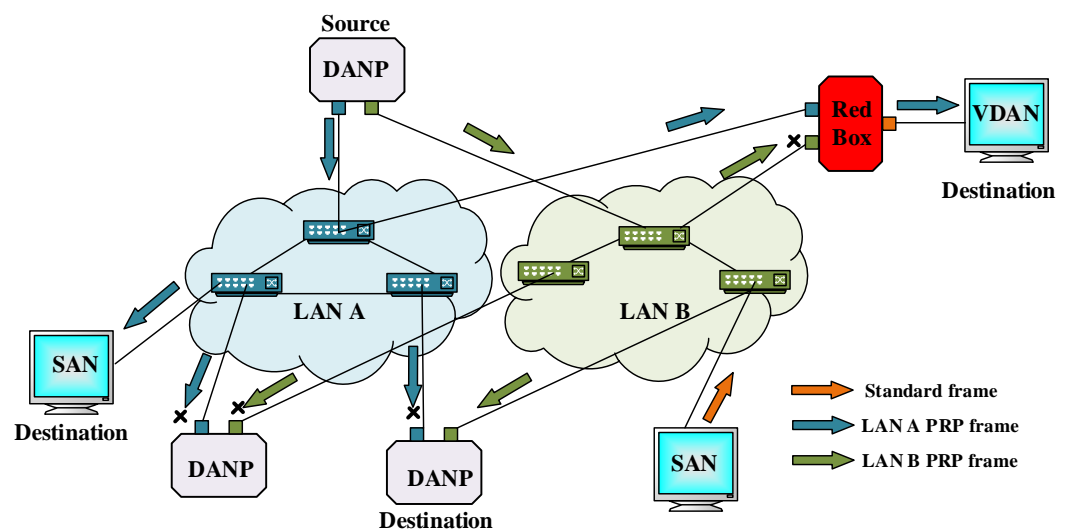 Source
DANP
Red
Box
VDAN
Destination
LAN A
LAN B
SAN
Destination
DANP
DANP
Destination
SAN
Standard frame
LAN A PRP frame
LAN B PRP frame